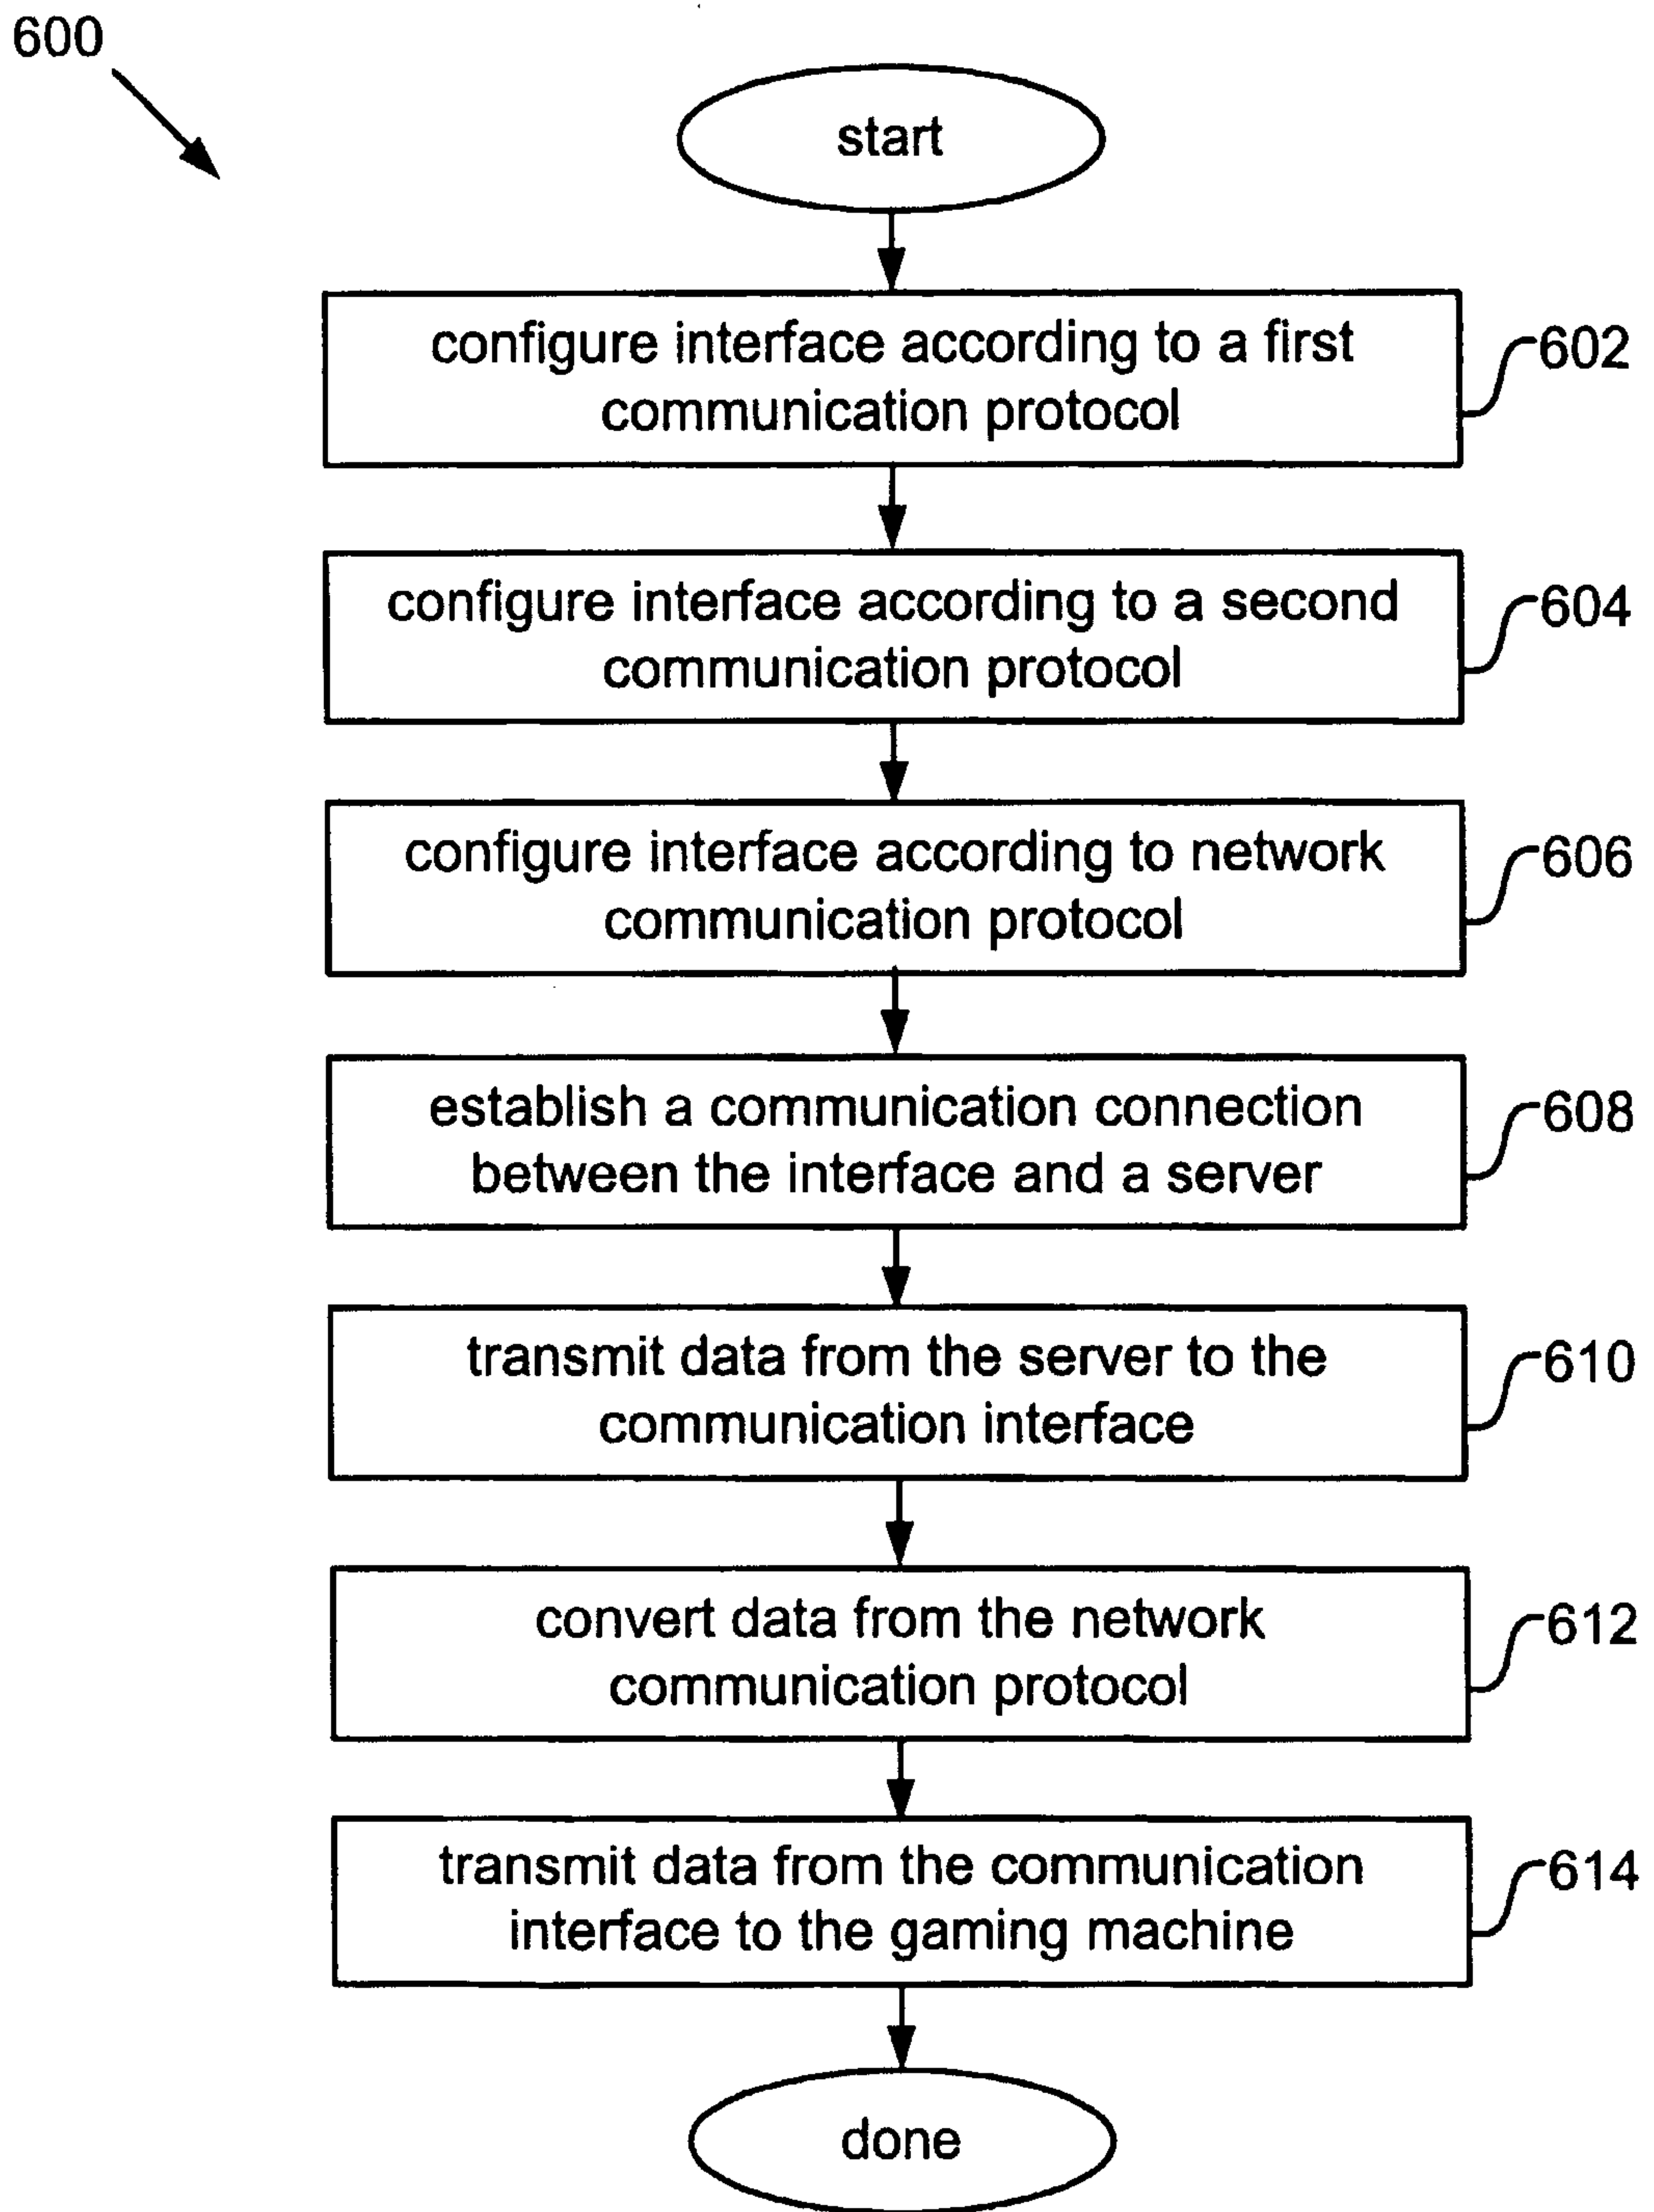 600
start
configure interface according to a first
communication protocol
602
configure interface according to a second
communication protocol
604
configure interface according to network
communication protocol
606
establish a communication connection
between the interface and a server
608
transmit data from the server to the
communication interface
610
convert data from the network
communication protocol
612
transmit data from the communication
interface to the gaming machine
614
done